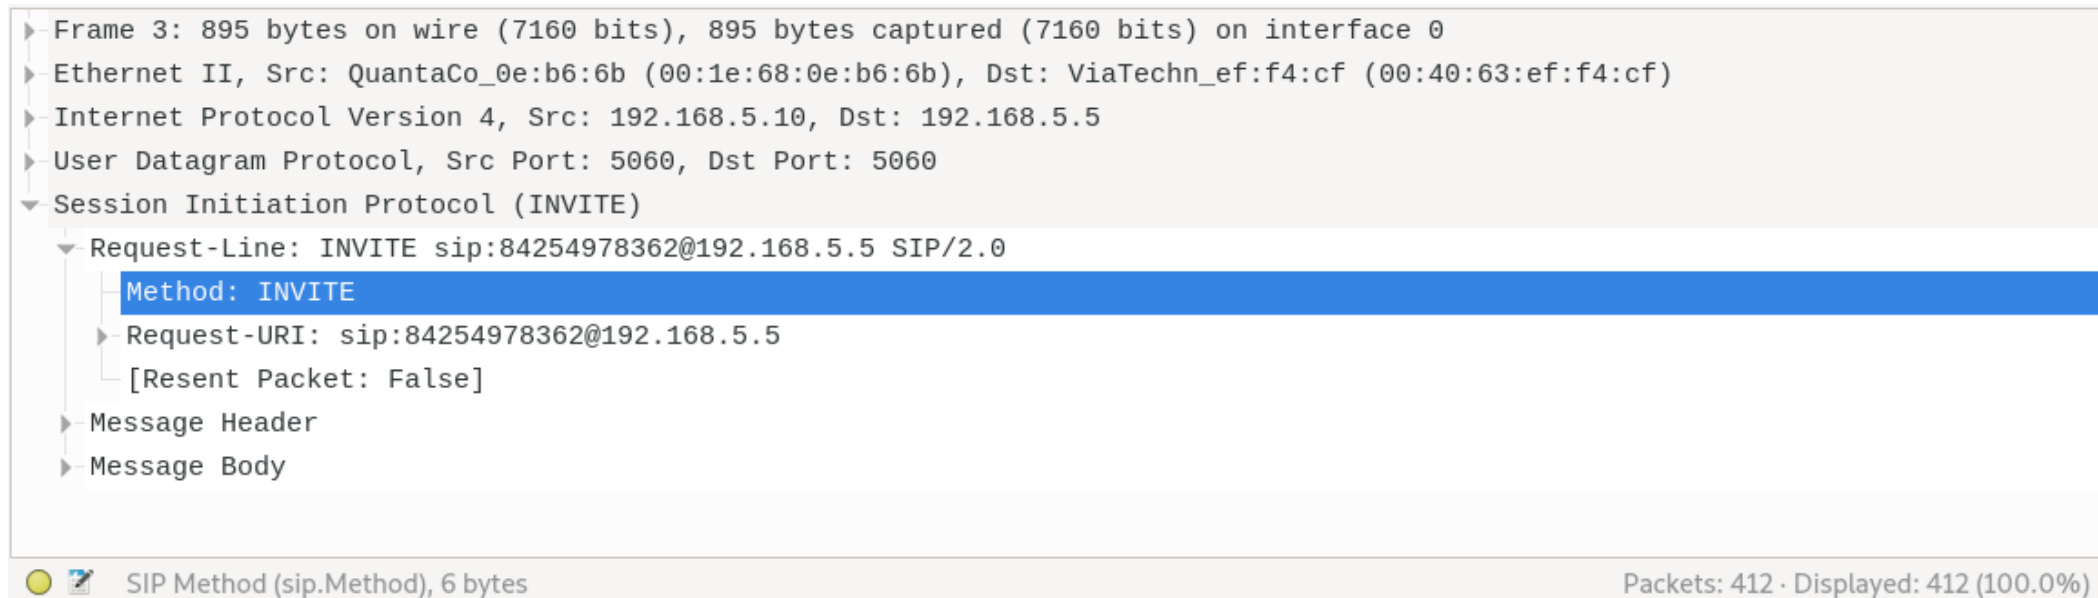 Frame 3: 895 bytes on wire (7160 bits), 895 bytes captured (7160 bits) on interface 0
Ethernet II, Src: QuantaCo_0e:b6:6b (00:1e:68:0e:b6:6b), Dst: ViaTechn_ef:f4:cf (00:40:63:ef:f4:cf)
Internet Protocol Version 4, Src: 192.168.5.10, Dst: 192.168.5.5
User Datagram Protocol, Src Port: 5060, Dst Port: 5060
Session Initiation Protocol (INVITE)
Request-Line: INVITE sip:84254978362@192.168.5.5 SIP/2.0
Method: INVITE
Request-URI: sip:84254978362@192.168.5.5
[Resent Packet: False]
Message Header
Message Body
SIP Method (sip.Method), 6 bytes Packets: 412 · Displayed: 412 (100.0%)